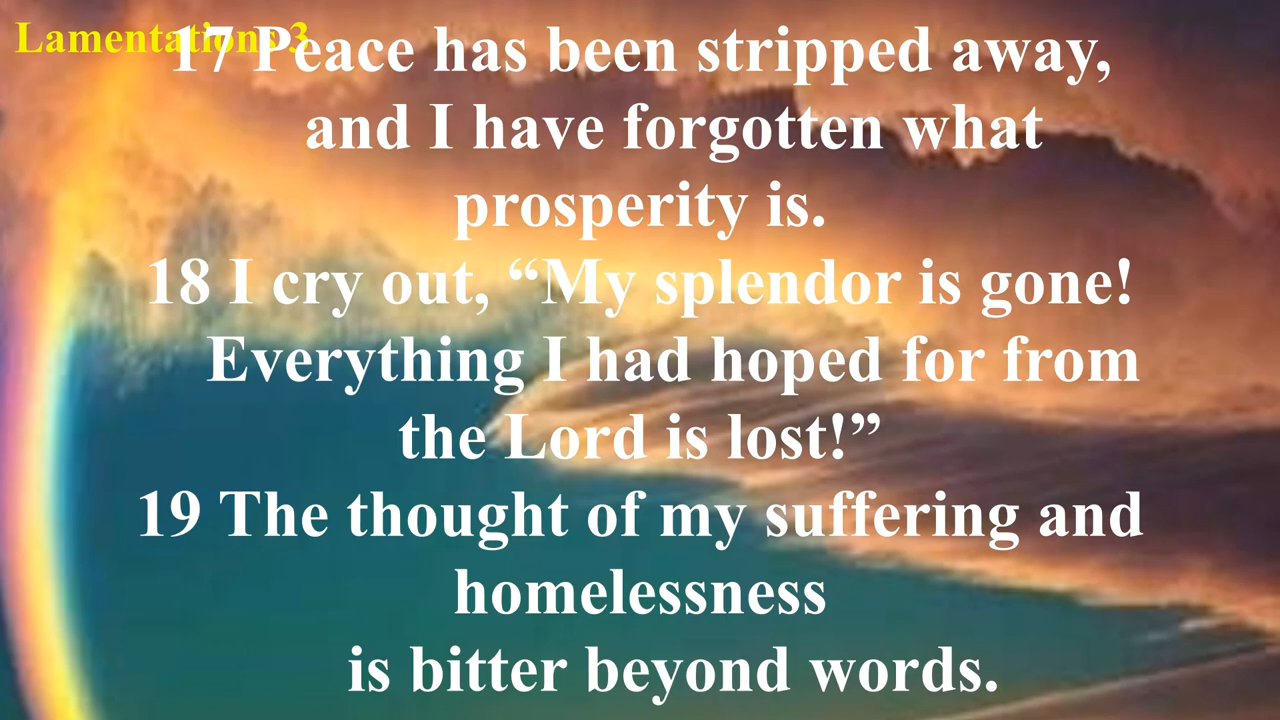 Lamentations 3
17 Peace has been stripped away,
and I have forgotten what
prosperity is.
18 I cry out, “My splendor is gone!
Everything I had hoped for from
the Lord is lost!”
19 The thought of my suffering and
homelessness
is bitter beyond words.